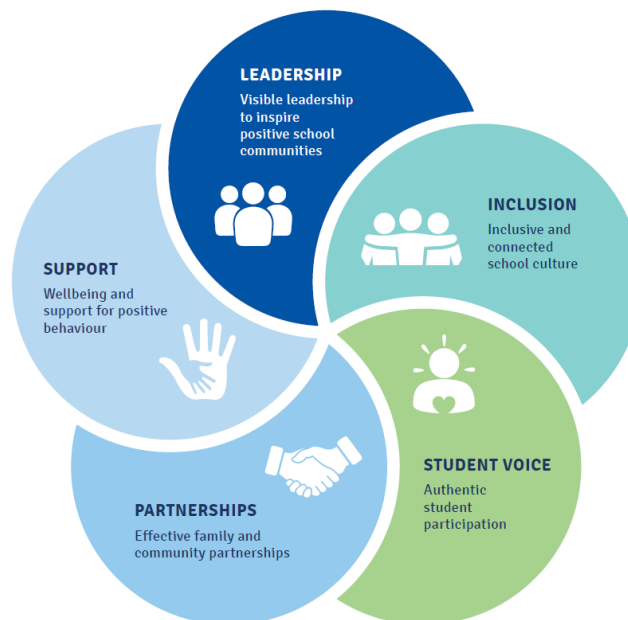 LEADERSHIP
Visible leadership
to inspire
positive school
communities
INCLUSION
Inclusive and
connected
school culture
STUDENT VOICE
Authentic
student
participation
PARTNERSHIPS
Effective family and
community partnerships
SUPPORT
Wellbeing and
support for positive
behaviour